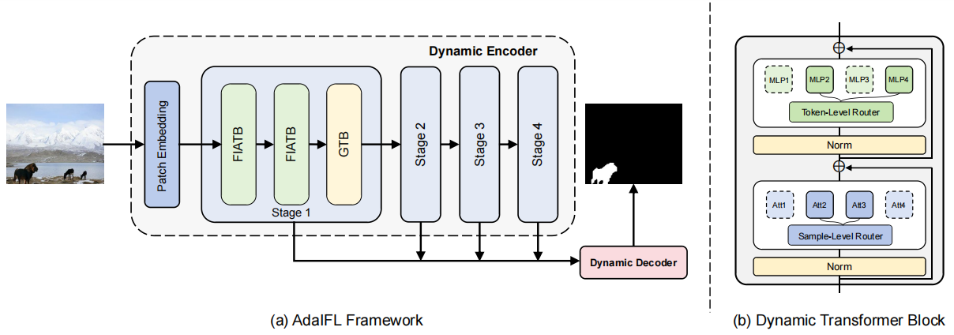 Dynamic Encoder
Patch Embedding
FIATB
FIATB
GTB
Stage 1
Stage 2
Stage 3
Stage 4
Dynamic Decoder
(a) AdaIFL Framework
MLP1
MLP2
MLP3
MLP4
Token-Level Router
Norm
Att1
Att2
Att3
Att4
Sample-Level Router
Norm
(b) Dynamic Transformer Block